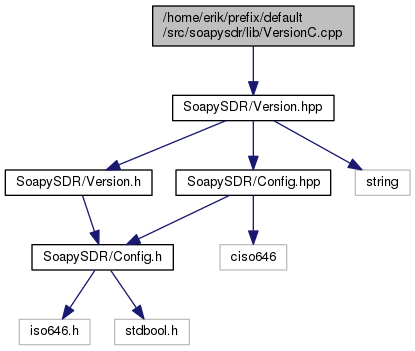 /home/erik/prefix/default
/src/soapysdr/lib/VersionC.cpp
SoapySDR/Version.hpp
SoapySDR/Version.h
SoapySDR/Config.hpp
string
SoapySDR/Config.h
ciso646
iso646.h
stdbool.h